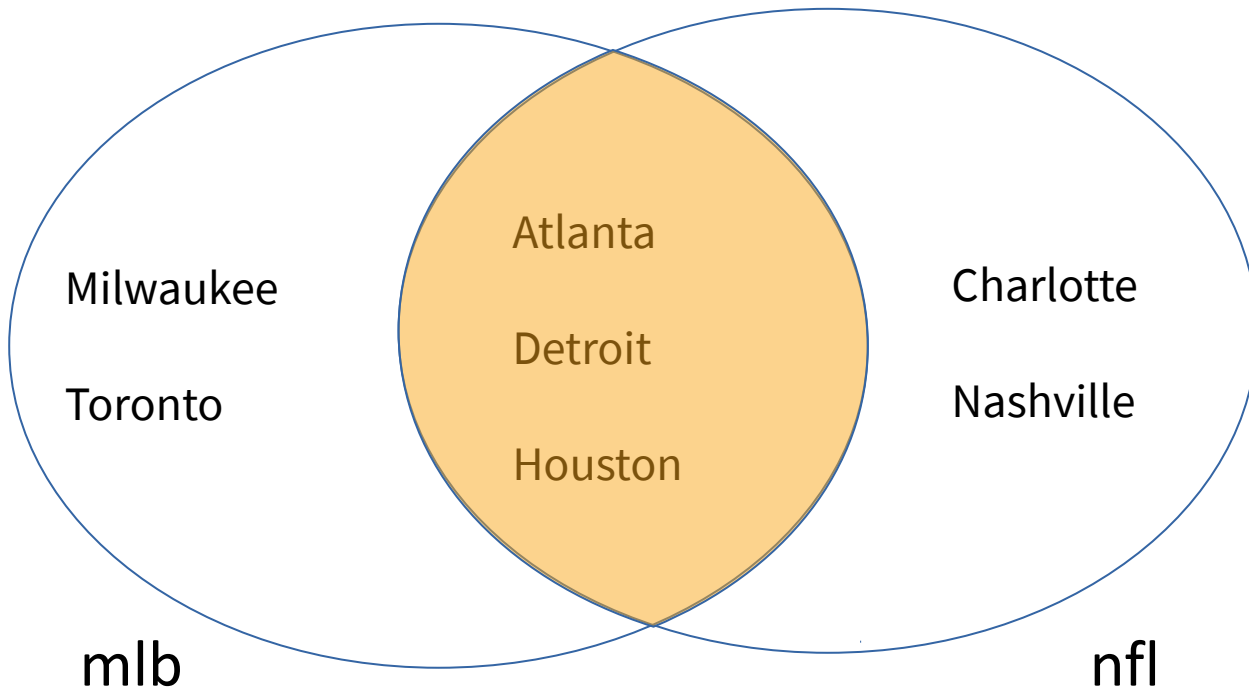 Milwaukee
Toronto
Atlanta
Detroit
Houston
Charlotte
Nashville
mlb
nfl